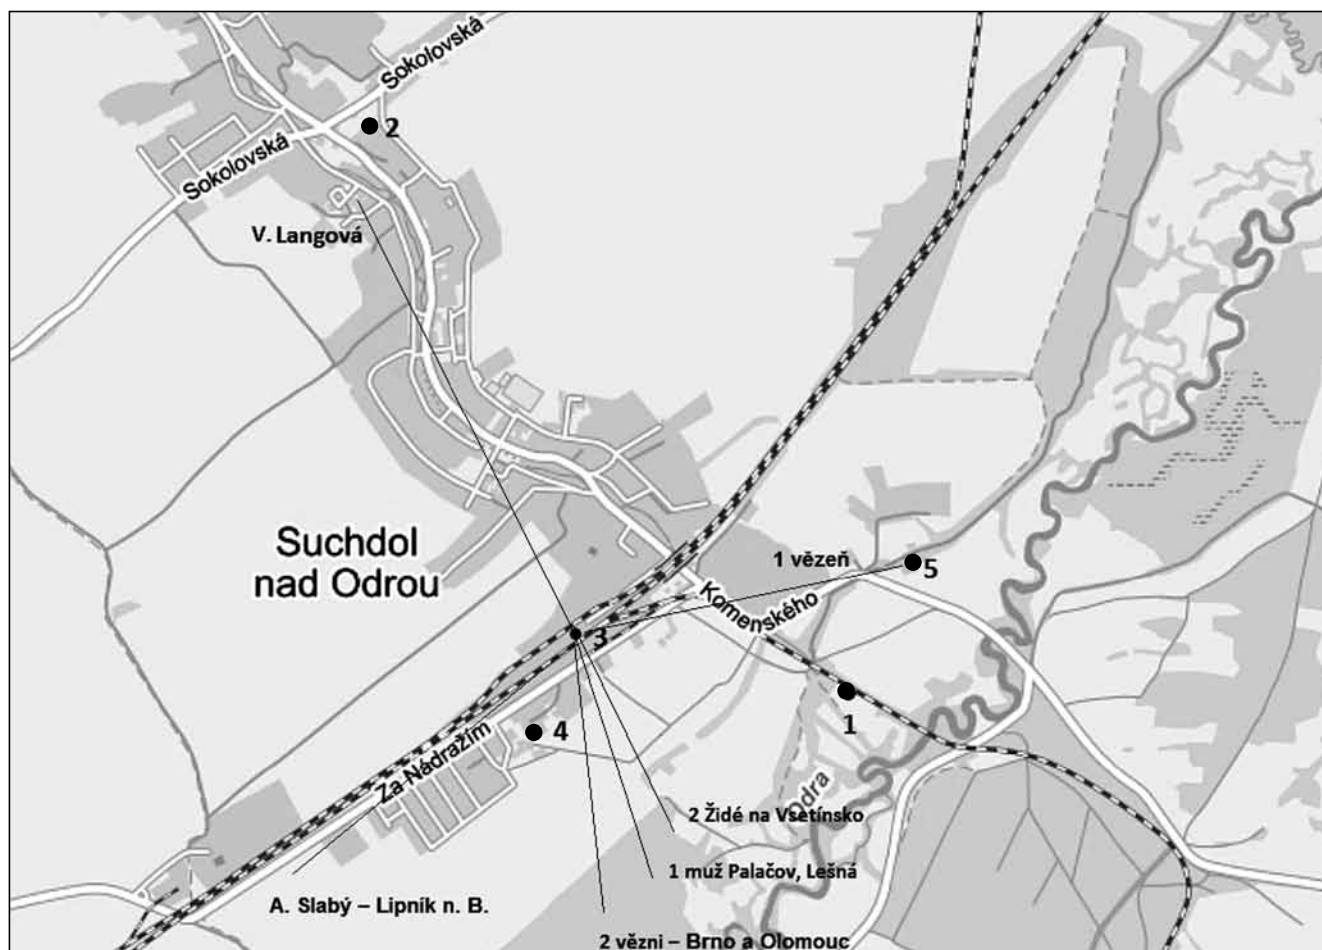 Sokolovská
2
Sokolovská
V. Langová
Suchdol
nad Odrou
1 vězeň
5
Komenského
3
1
4
Za Nádražím
Odra
2 Židé na Vsetínsko
1 muž Palačov, Lešná
A. Slabý – Lipník n. B.
2 vězni – Brno a Olomouc